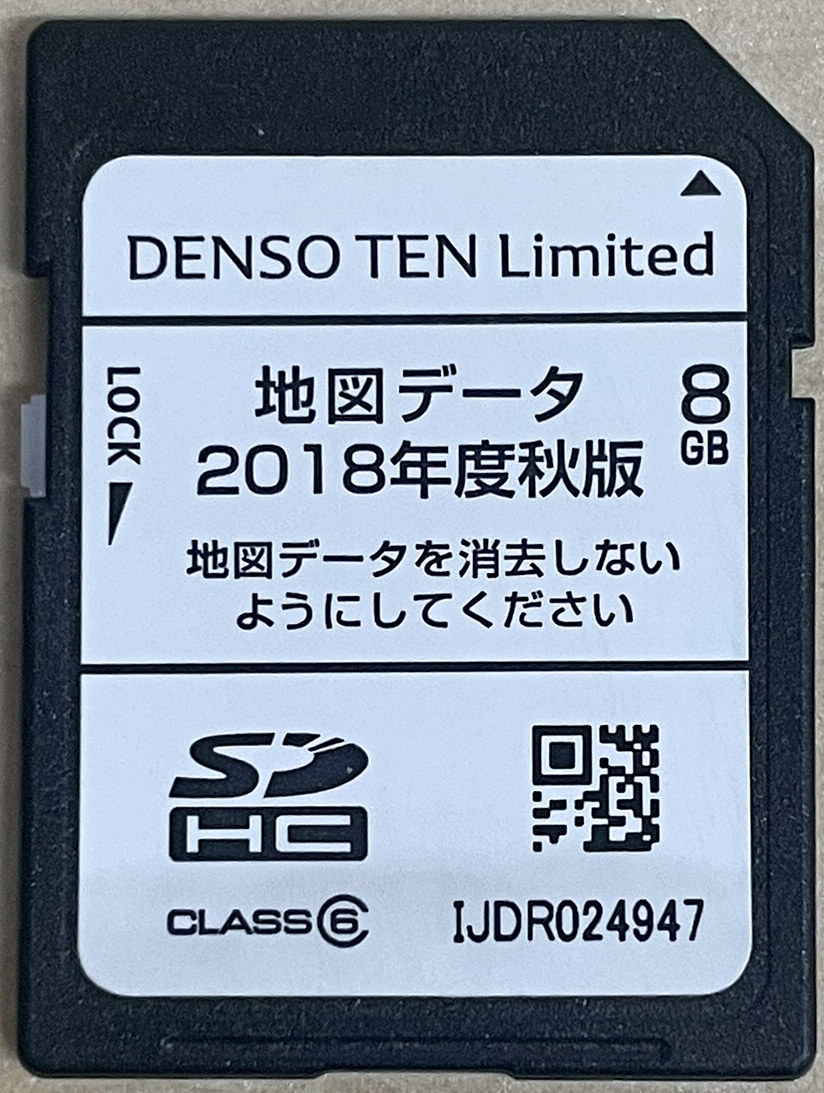 DENSO TEN Limited
LOCK
地図データ
2018年度秋版
8
GB
地図データを消去しない
ようにしてください
SD
HC
CLASS 6
IJDR024947